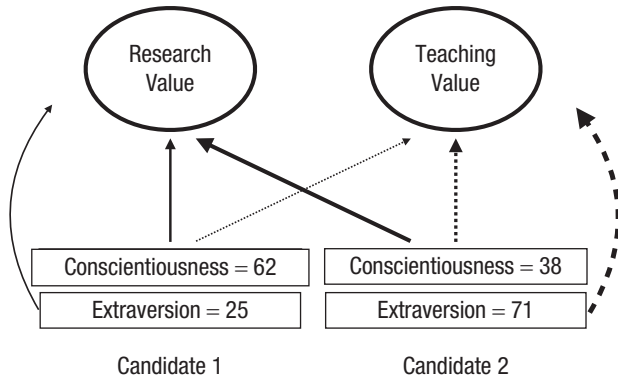 Research
Value
Teaching
Value
Conscientiousness = 62
Extraversion = 25
Conscientiousness = 38
Extraversion = 71
Candidate 1
Candidate 2